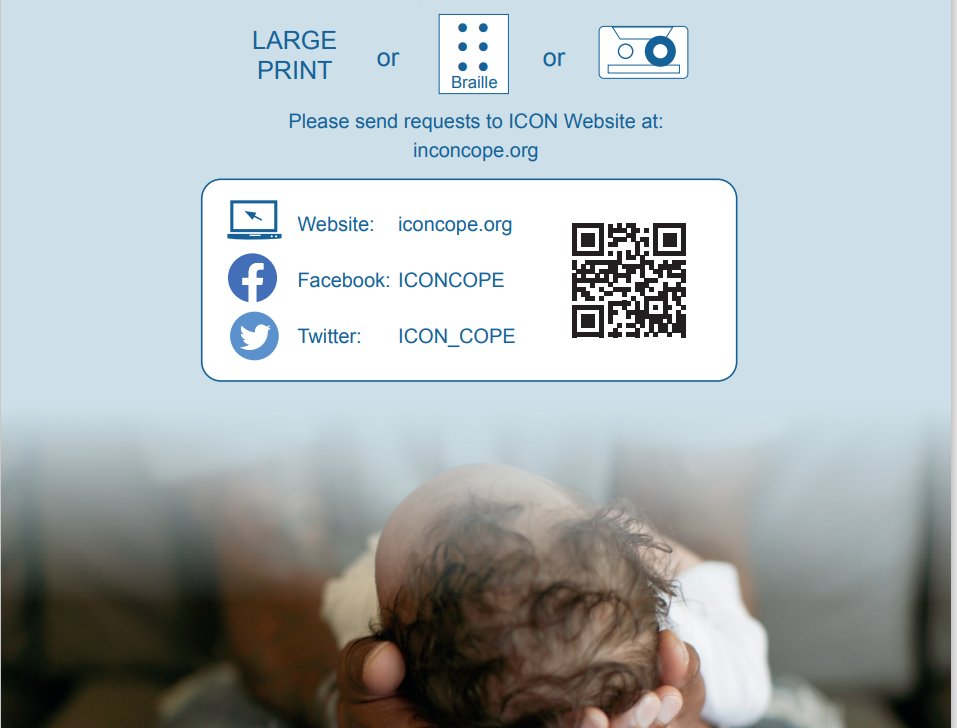 LARGE
PRINT
or
Braille
or
Please send requests to ICON Website at:
inconcope.org
Website: iconcope.org
Facebook: ICONCOPE
Twitter: ICON_COPE